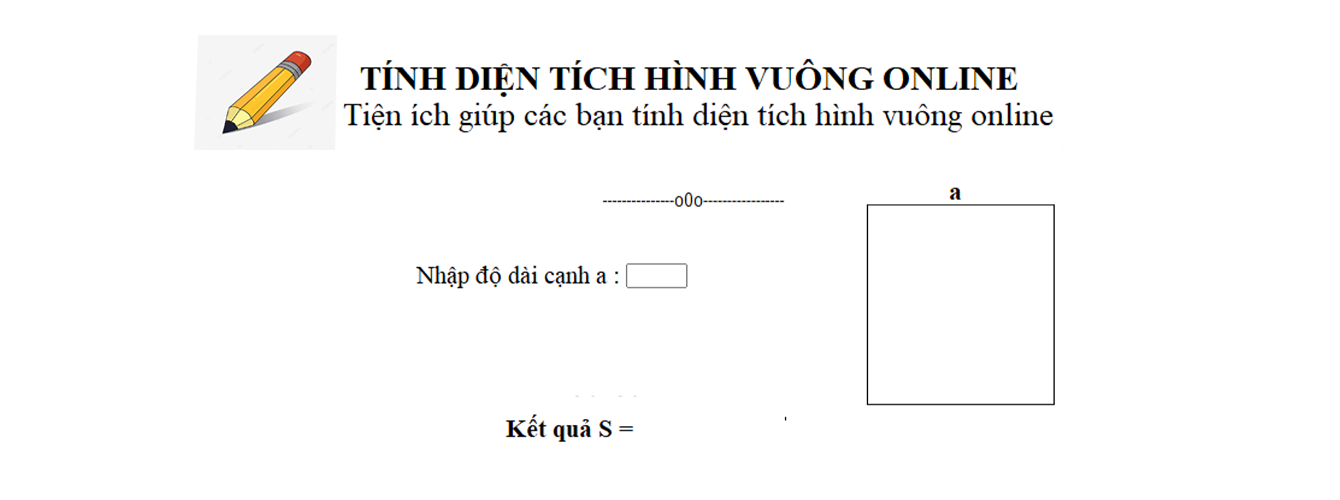 TÍNH DIỆN TÍCH HÌNH VUÔNG ONLINE
Tiện ích giúp các bạn tính diện tích hình vuông online
---------------o0o-----------------
a
Nhập độ dài cạnh a :
Kết quả S =